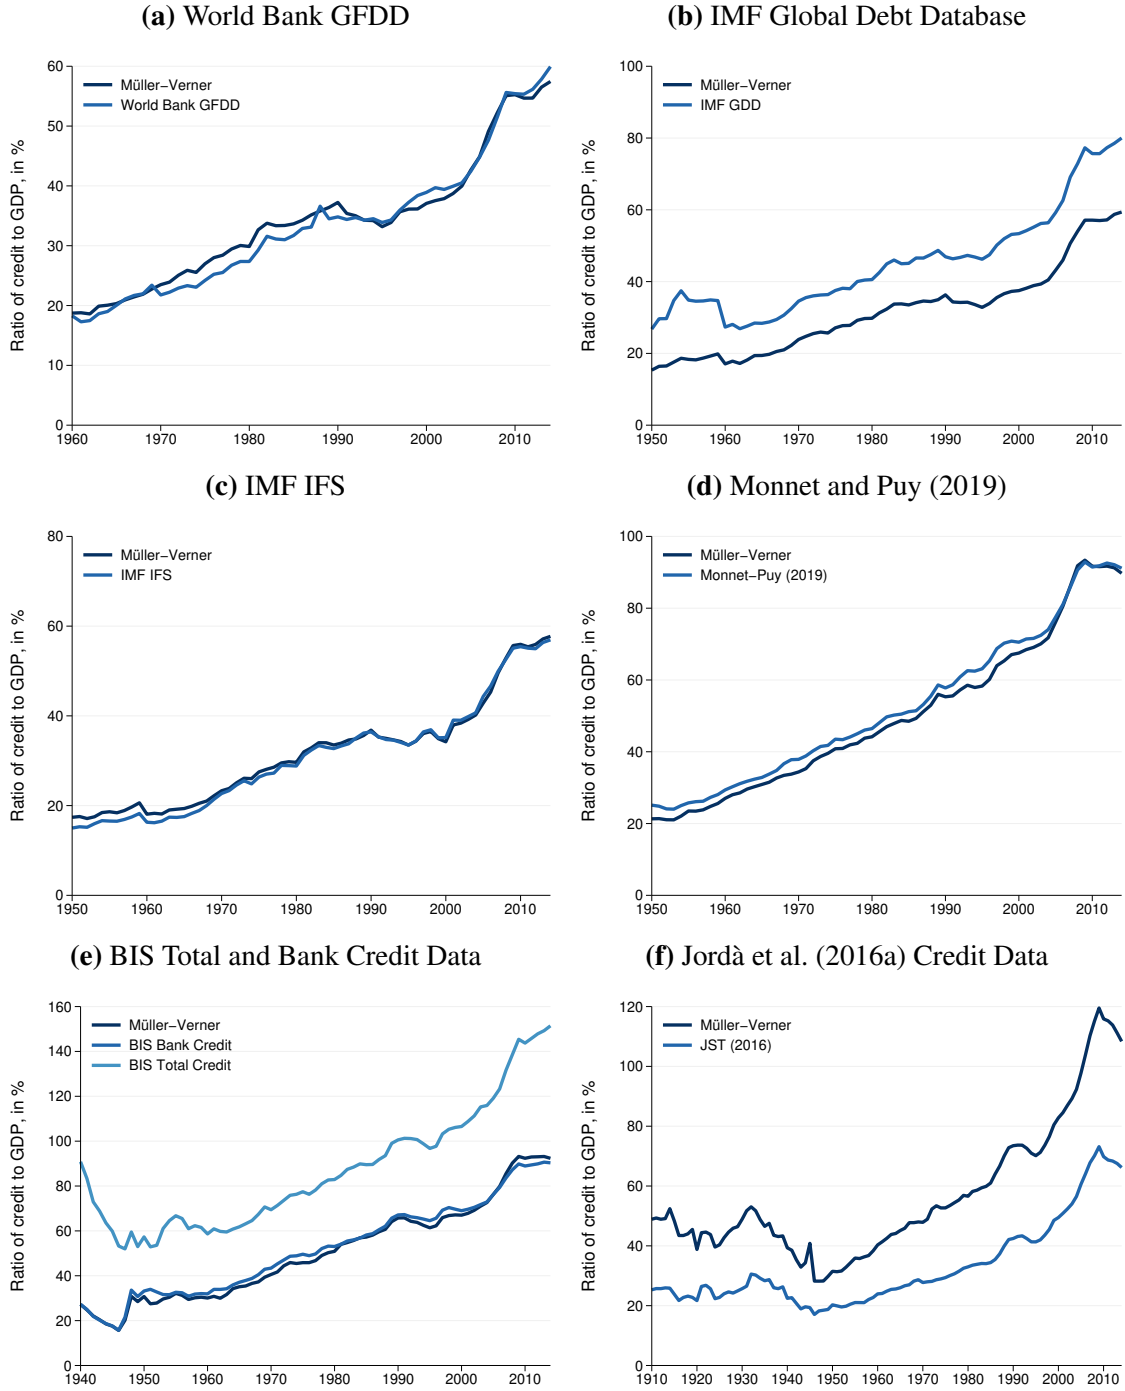 (a) World Bank GFDD
Ratio of credit to GDP, in %
60
50
40
30
20
10
0
Müller−Verner
World Bank GFDD
1960 1970 1980 1990 2000 2010
(b) IMF Global Debt Database
Ratio of credit to GDP, in %
100
80
60
40
20
0
Müller−Verner
IMF GDD
1950 1960 1970 1980 1990 2000 2010
(c) IMF IFS
Ratio of credit to GDP, in %
80
60
40
20
0
Müller−Verner
IMF IFS
1950 1960 1970 1980 1990 2000 2010
(d) Monnet and Puy (2019)
Ratio of credit to GDP, in %
100
80
60
40
20
0
Müller−Verner
Monnet−Puy (2019)
1950 1960 1970 1980 1990 2000 2010
(e) BIS Total and Bank Credit Data
Ratio of credit to GDP, in %
160
140
120
100
80
60
40
20
0
Müller−Verner
BIS Bank Credit
BIS Total Credit
1940 1950 1960 1970 1980 1990 2000 2010
(f) Jordà et al. (2016a) Credit Data
Ratio of credit to GDP, in %
120
100
80
60
40
20
0
Müller−Verner
JST (2016)
1910 1920 1930 1940 1950 1960 1970 1980 1990 2000 2010